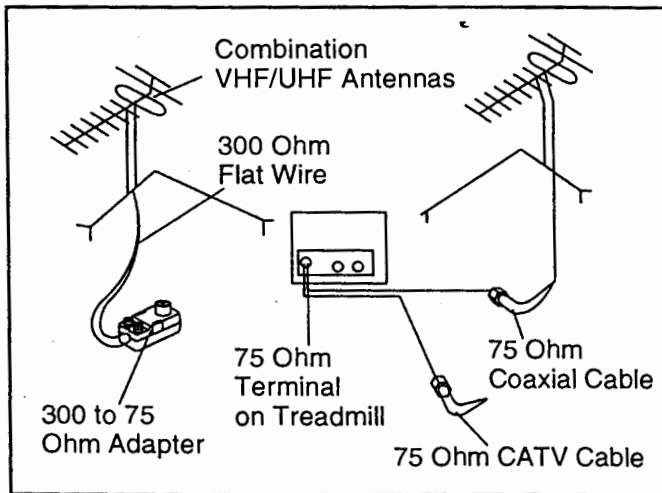 Combination
VHF/UHF Antennas
300 Ohm
Flat Wire
300 to 75
Ohm Adapter
75 Ohm
Terminal
on Treadmill
75 Ohm
Coaxial Cable
75 Ohm CATV Cable